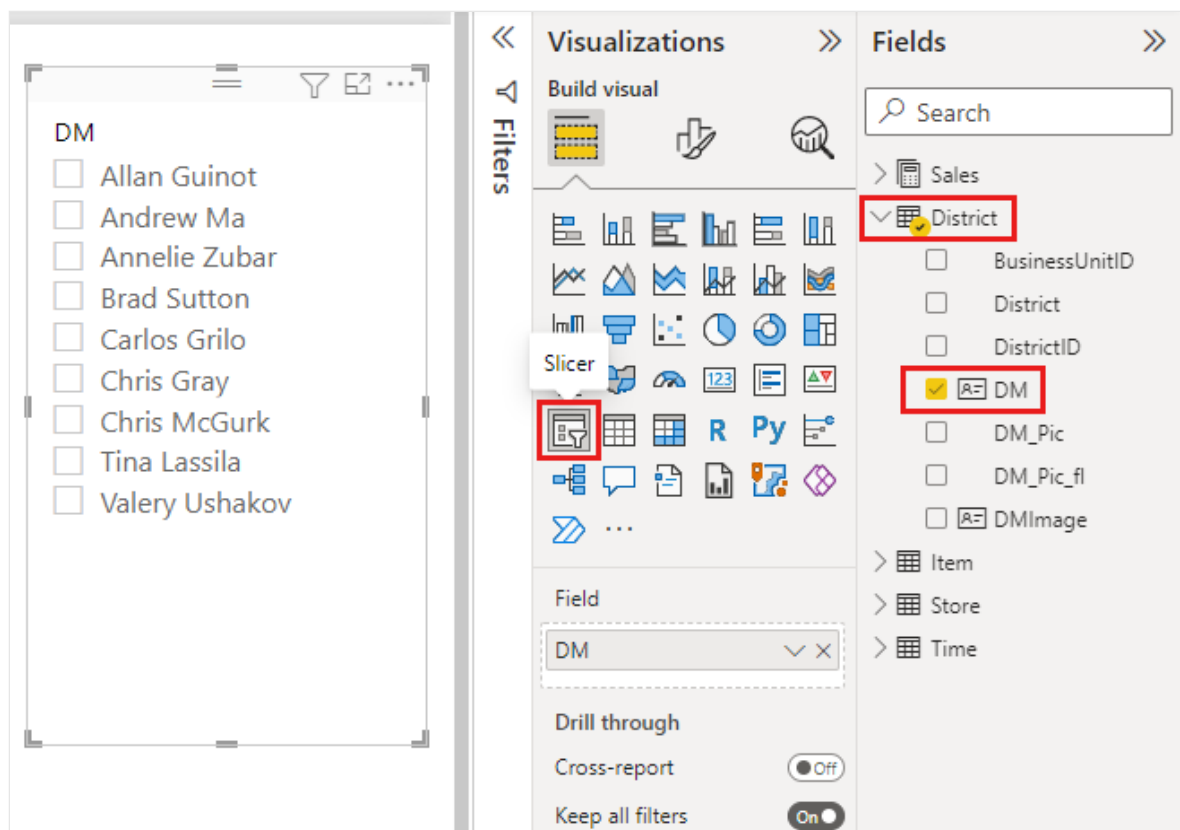 DM
Allan Guinot
Andrew Ma
Annelie Zubar
Brad Sutton
Carlos Grilo
Chris Gray
Chris McGurk
Tina Lassila
Valery Ushakov
Filters
Visualizations
Build visual
Slicer
123
R
Py
Field
DM
Drill through
Cross-report
Off
Keep all filters
On
Fields
Search
Sales
District
BusinessUnitID
District
DistrictID
DM
DM_Pic
DM_Pic_fl
DMImage
Item
Store
Time